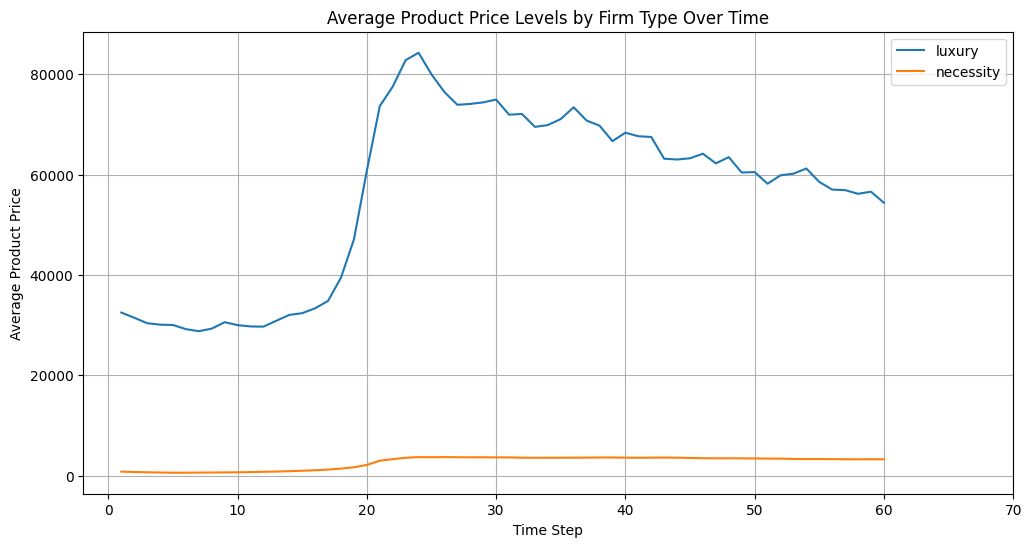 Average Product Price Levels by Firm Type Over Time
luxury
necessity
Average Product Price
80000
60000
40000
20000
0
0 10 20 30 40 50 60 70
Time Step